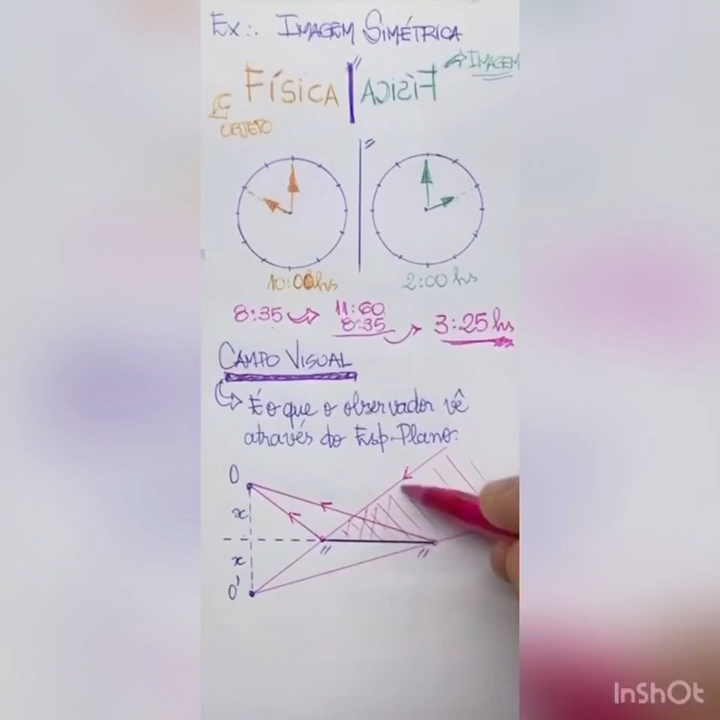 Ex.: Imagem Simétrica
Física | Física
Imagem
Objeto
10:00hs
2:00 hs
8:35 11:60
8:35 3:25 hs
Campo Visual
É o que o observador vê
através do Esp. Plano.
O
x
x
O'
InShOt